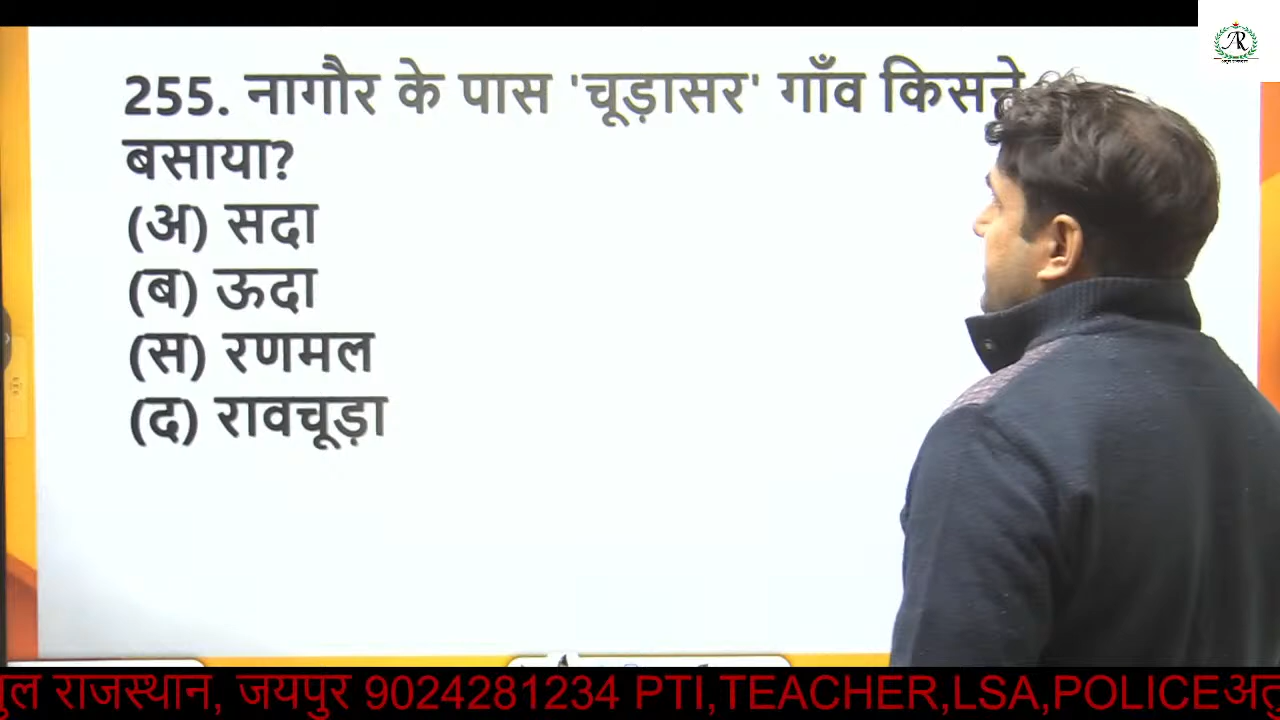 255. नागौर के पास 'चूड़ासर' गाँव किसने
बसाया?
(अ) सदा
(ब) ऊदा
(स) रणमल
(द) रावचूड़ा
राजस्थान, जयपुर 9024281234 PTI,TEACHER,LSA,POLICE